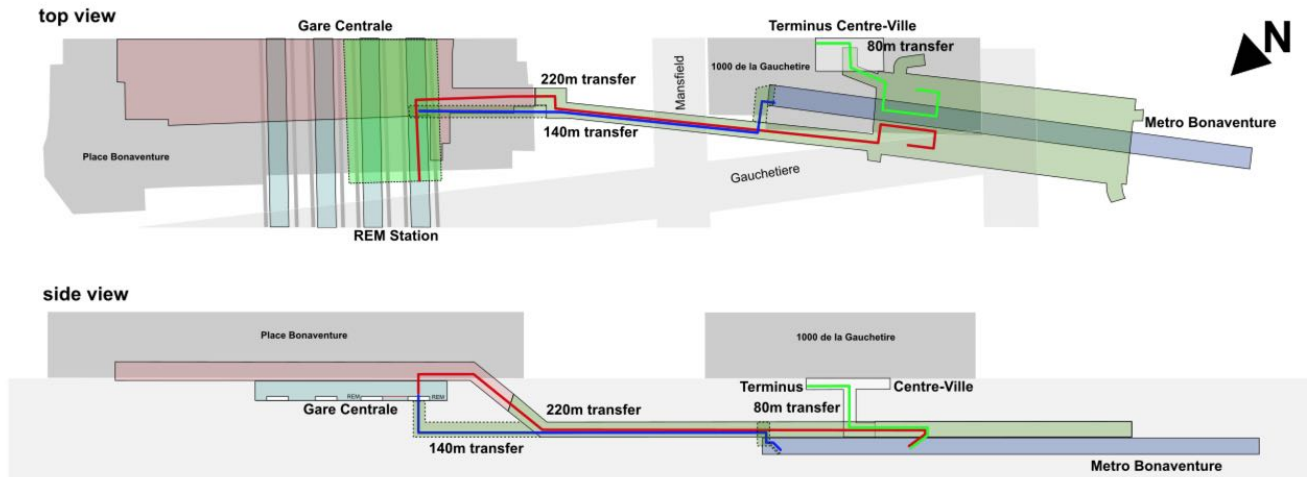 top view
Gare Centrale
Terminus Centre-Ville
N
80m transfer
1000 de la Gauchetire
220m transfer
Mansfield
140m transfer
Metro Bonaventure
Place Bonaventure
Gauchetiere
REM Station
side view
Place Bonaventure
1000 de la Gauchetire
Terminus
Centre-Ville
REM
REM
Gare Centrale
220m transfer
80m transfer
140m transfer
Metro Bonaventure